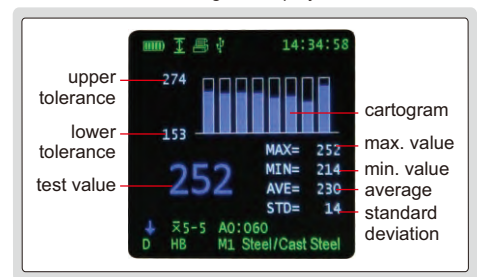 14:34:58
upper tolerance
274
cartogram
lower tolerance
153
MAX= 252
max. value
MIN= 214
min. value
test value
252
AVE= 230
average
STD= 14
standard deviation
x̅5-5 A0:060
D HB M1 Steel/Cast Steel